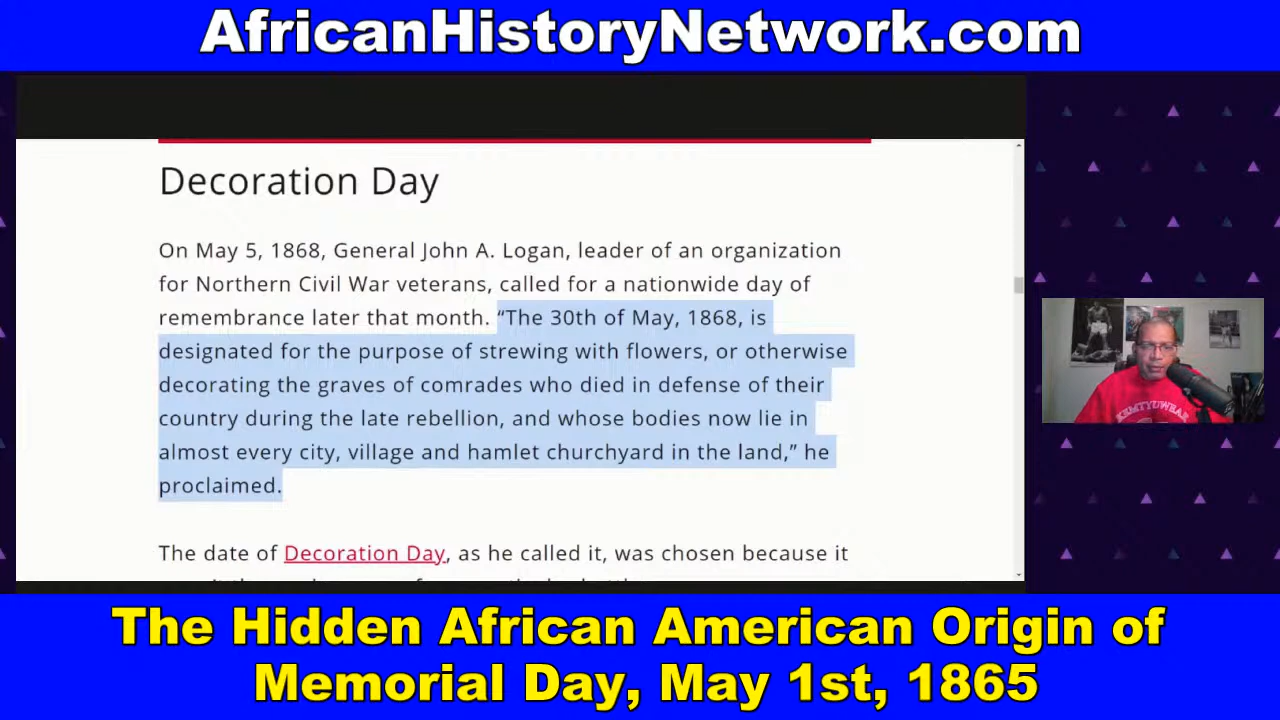 AfricanHistoryNetwork.com
Decoration Day
On May 5, 1868, General John A. Logan, leader of an organization
for Northern Civil War veterans, called for a nationwide day of
remembrance later that month. “The 30th of May, 1868, is
designated for the purpose of strewing with flowers, or otherwise
decorating the graves of comrades who died in defense of their
country during the late rebellion, and whose bodies now lie in
almost every city, village and hamlet churchyard in the land,” he
proclaimed.
The date of Decoration Day, as he called it, was chosen because it
KEMTYUWEAR
The Hidden African American Origin of
Memorial Day, May 1st, 1865